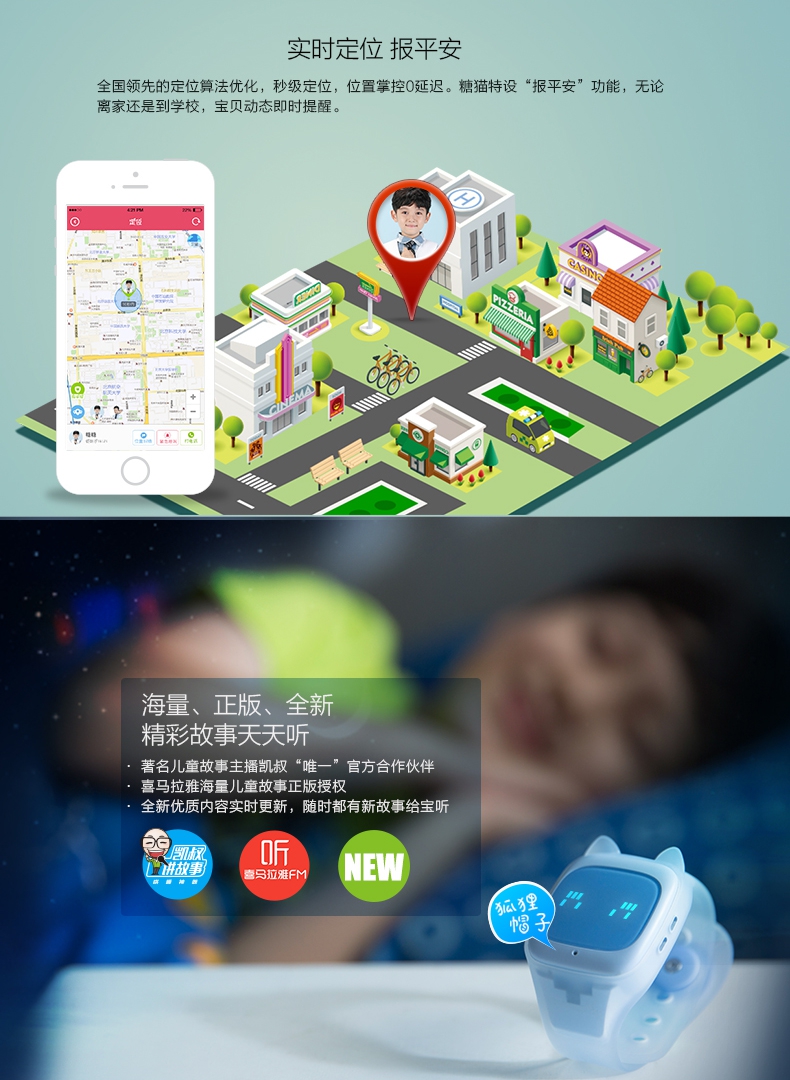 实时定位 报平安
全国领先的定位算法优化，秒级定位，位置掌控0延迟。糖猫特设“报平安”功能，无论
离家还是到学校，宝贝动态即时提醒。
4:21 PM
22%
H
CASINO
DINER
PIZZERIA
CINEMA
海量、正版、全新
精彩故事天天听
· 著名儿童故事主播凯叔“唯一”官方合作伙伴
· 喜马拉雅海量儿童故事正版授权
· 全新优质内容实时更新，随时都有新故事给宝听
凯叔
讲故事
听
喜马拉雅FM
NEW
狐狸
帽子